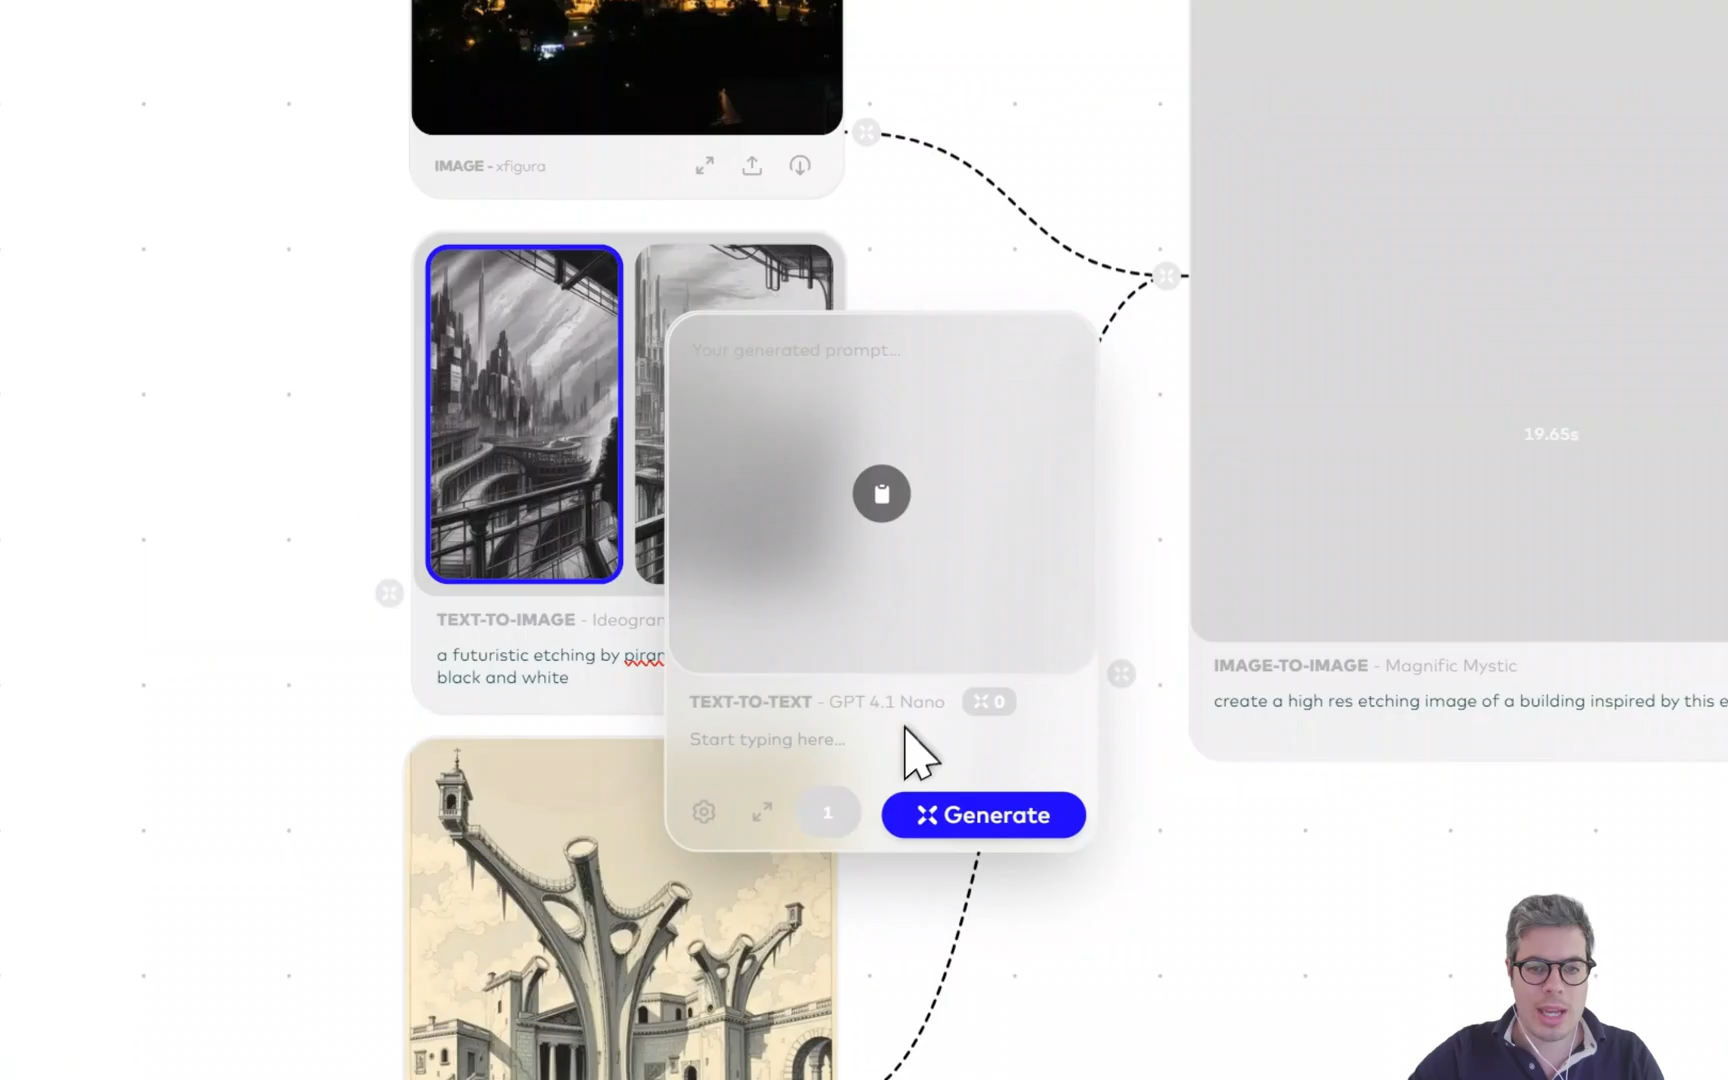 IMAGE - xfigura
Your generated prompt...
19.65s
TEXT-TO-IMAGE - Ideogram
a futuristic etching by piran
black and white
IMAGE-TO-IMAGE - Magnific Mystic
create a high res etching image of a building inspired by this e
TEXT-TO-TEXT - GPT 4.1 Nano 0
Start typing here...
1
Generate